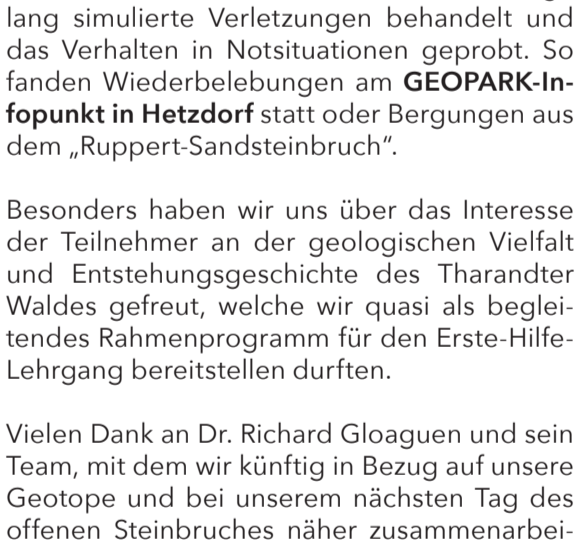 lang simulierte Verletzungen behandelt und
das Verhalten in Notsituationen geprobt. So
fanden Wiederbelebungen am GEOPARK-In-
fopunkt in Hetzdorf statt oder Bergungen aus
dem „Ruppert-Sandsteinbruch“.
Besonders haben wir uns über das Interesse
der Teilnehmer an der geologischen Vielfalt
und Entstehungsgeschichte des Tharandter
Waldes gefreut, welche wir quasi als beglei-
tendes Rahmenprogramm für den Erste-Hilfe-
Lehrgang bereitstellen durften.
Vielen Dank an Dr. Richard Gloaguen und sein
Team, mit dem wir künftig in Bezug auf unsere
Geotope und bei unserem nächsten Tag des
offenen Steinbruches näher zusammenarbei-